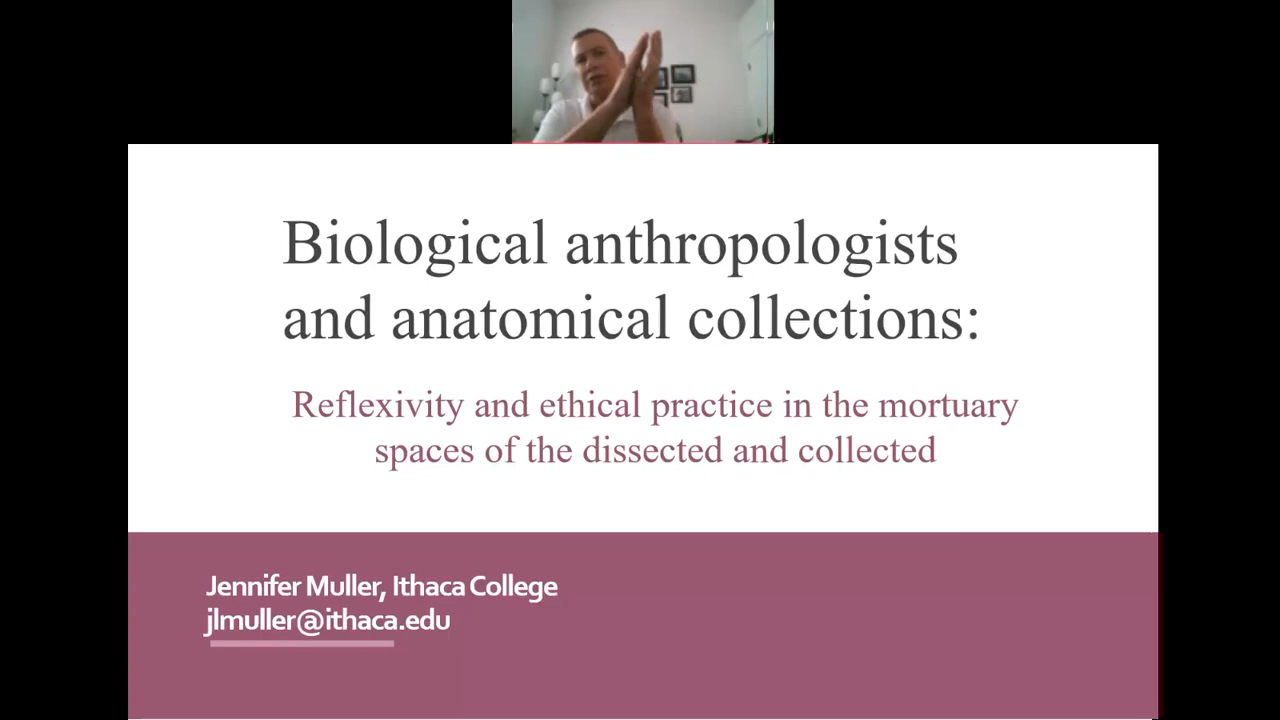 Biological anthropologists
and anatomical collections:
Reflexivity and ethical practice in the mortuary
spaces of the dissected and collected
Jennifer Muller, Ithaca College
jlmuller@ithaca.edu